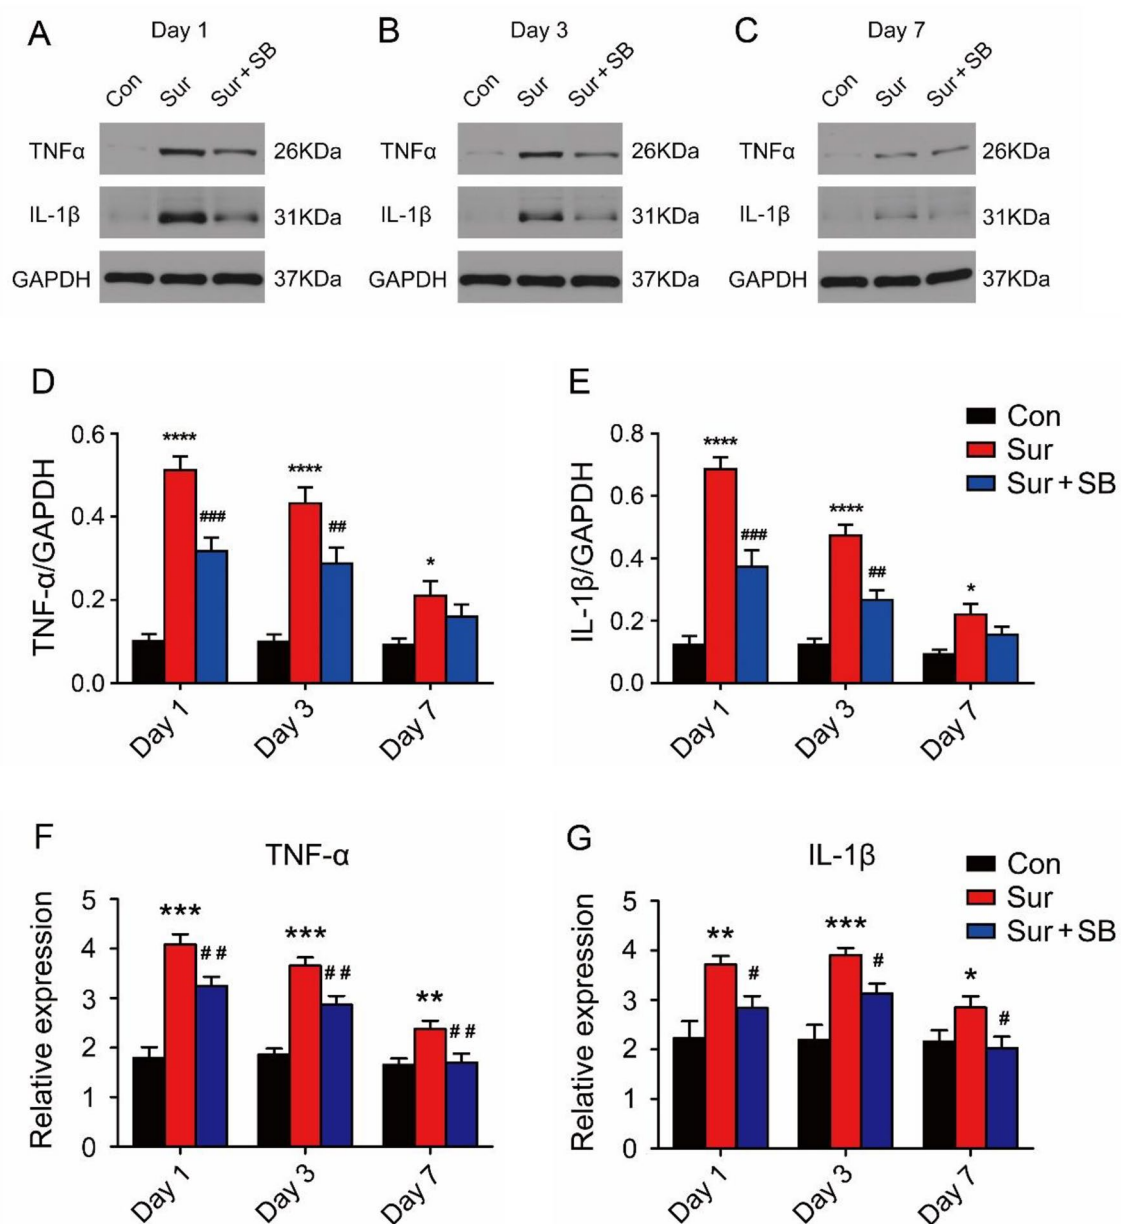 A Day 1 B Day 3 C Day 7
Con Sur Sur+SB Con Sur Sur+SB Con Sur Sur+SB
TNFα 26KDa TNFα 26KDa TNFα 26KDa
IL-1β 31KDa IL-1β 31KDa IL-1β 31KDa
GAPDH 37KDa GAPDH 37KDa GAPDH 37KDa
D
TNF-α/GAPDH
0.6
0.4
0.2
0.0
**** ### **** ## *
Day 1 Day 3 Day 7
E
IL-1β/GAPDH
0.8
0.6
0.4
0.2
0.0
**** ### **** ## *
Day 1 Day 3 Day 7
Con
Sur
Sur+SB
F
TNF-α
Relative expression
5
4
3
2
1
0
*** ## *** ## ** ##
Day 1 Day 3 Day 7
G
IL-1β
Relative expression
5
4
3
2
1
0
** # *** # * #
Day 1 Day 3 Day 7
Con
Sur
Sur+SB